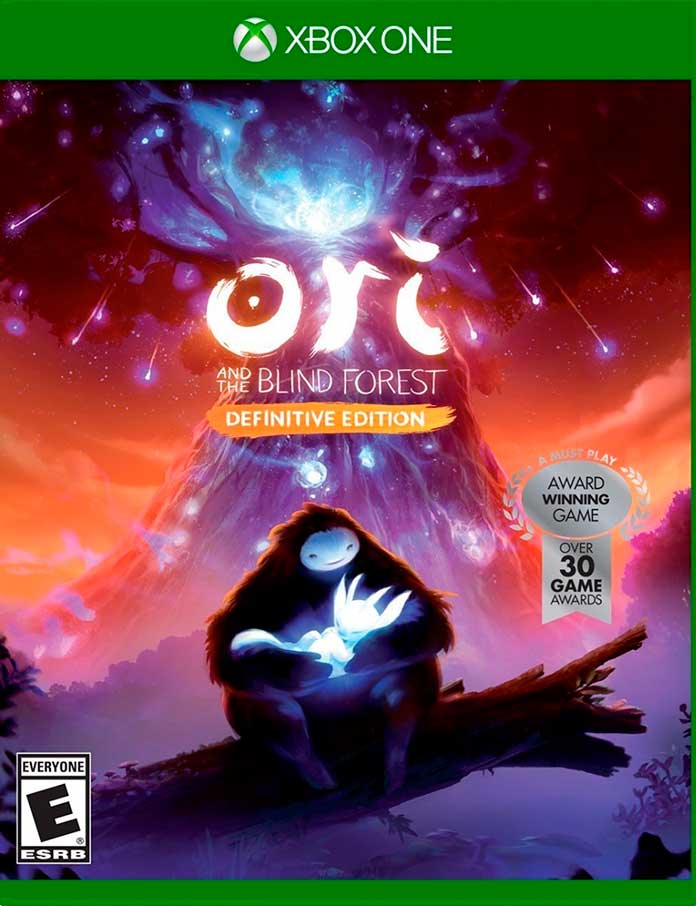 XBOX ONE
ori
AND THE BLIND FOREST
DEFINITIVE EDITION
A MUST PLAY
AWARD
WINNING
GAME
OVER
30
GAME
AWARDS
EVERYONE
E
®
ESRB